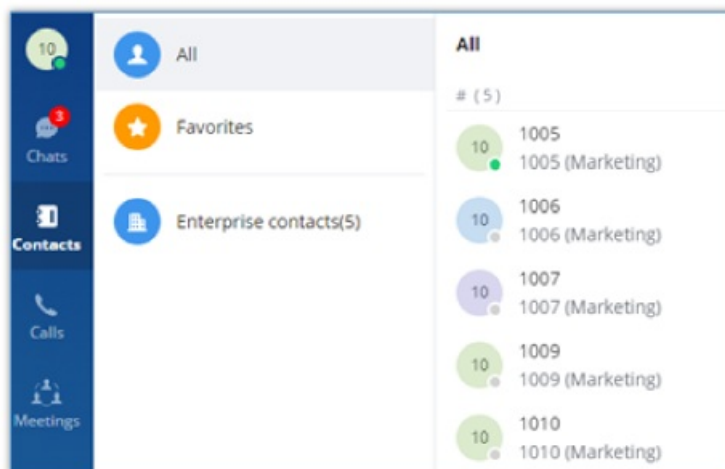 10
3
Chats
Contacts
Calls
Meetings
All
Favorites
Enterprise contacts(5)
All
# (5)
10
1005
1005 (Marketing)
10
1006
1006 (Marketing)
10
1007
1007 (Marketing)
10
1009
1009 (Marketing)
10
1010
1010 (Marketing)